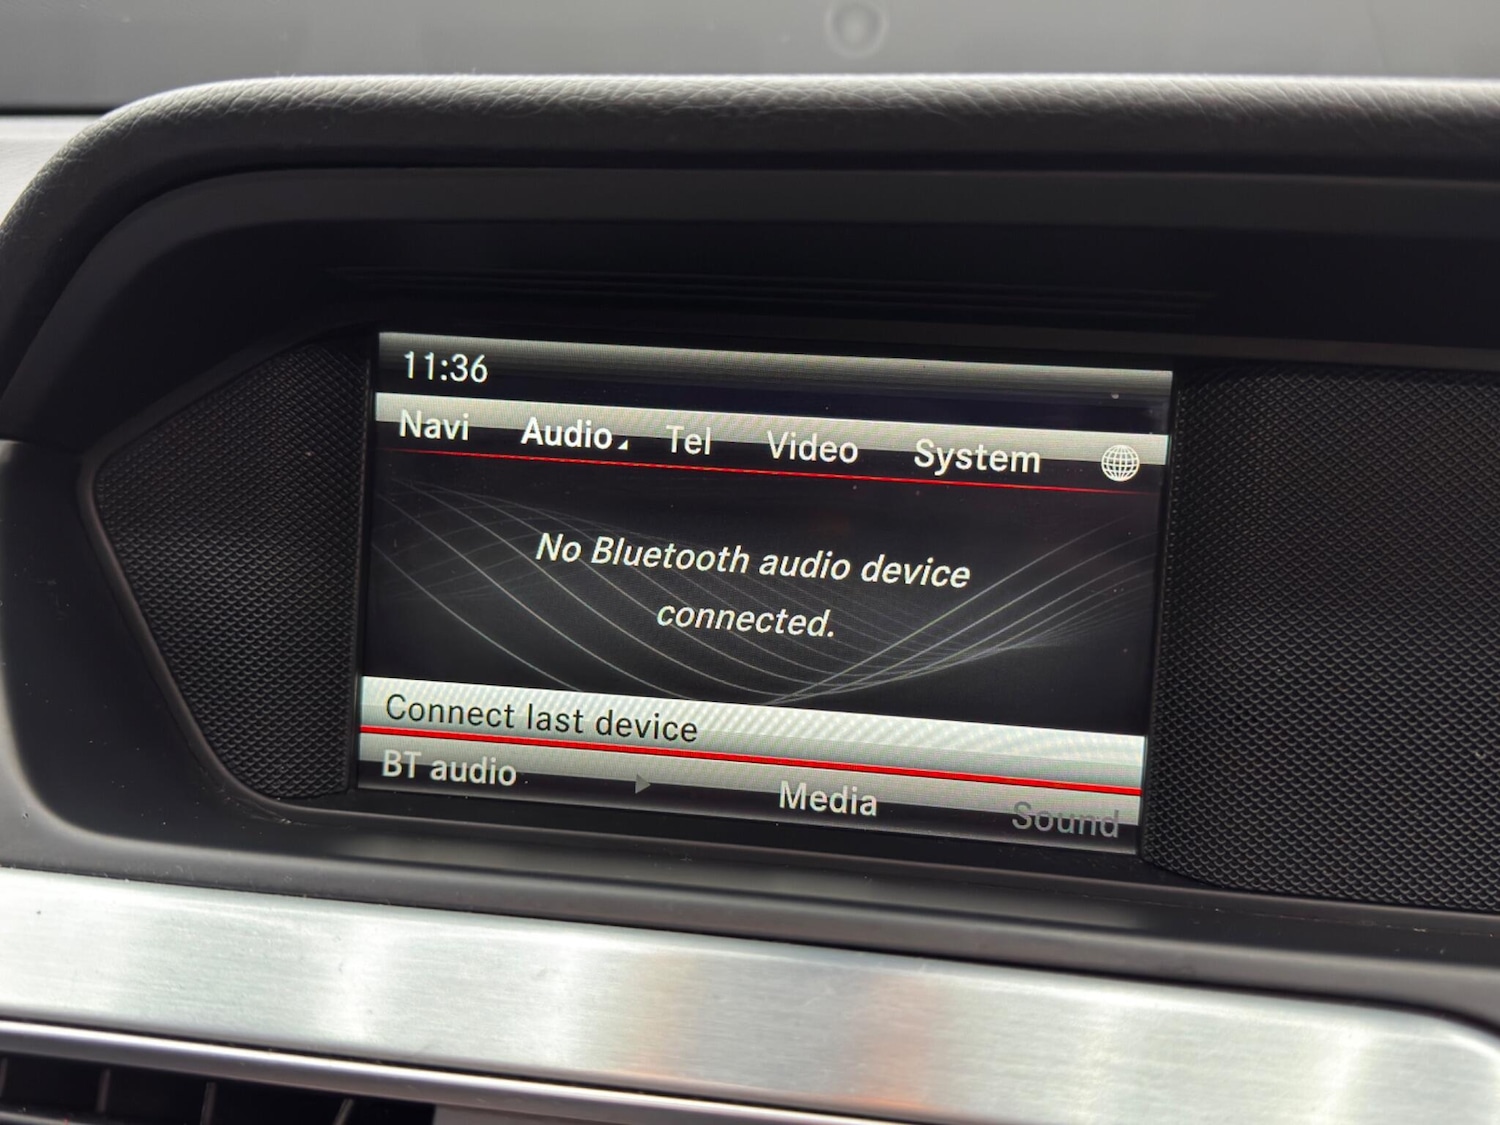 11:36
Navi Audio Tel Video System
No Bluetooth audio device
connected.
Connect last device
BT audio Media Sound